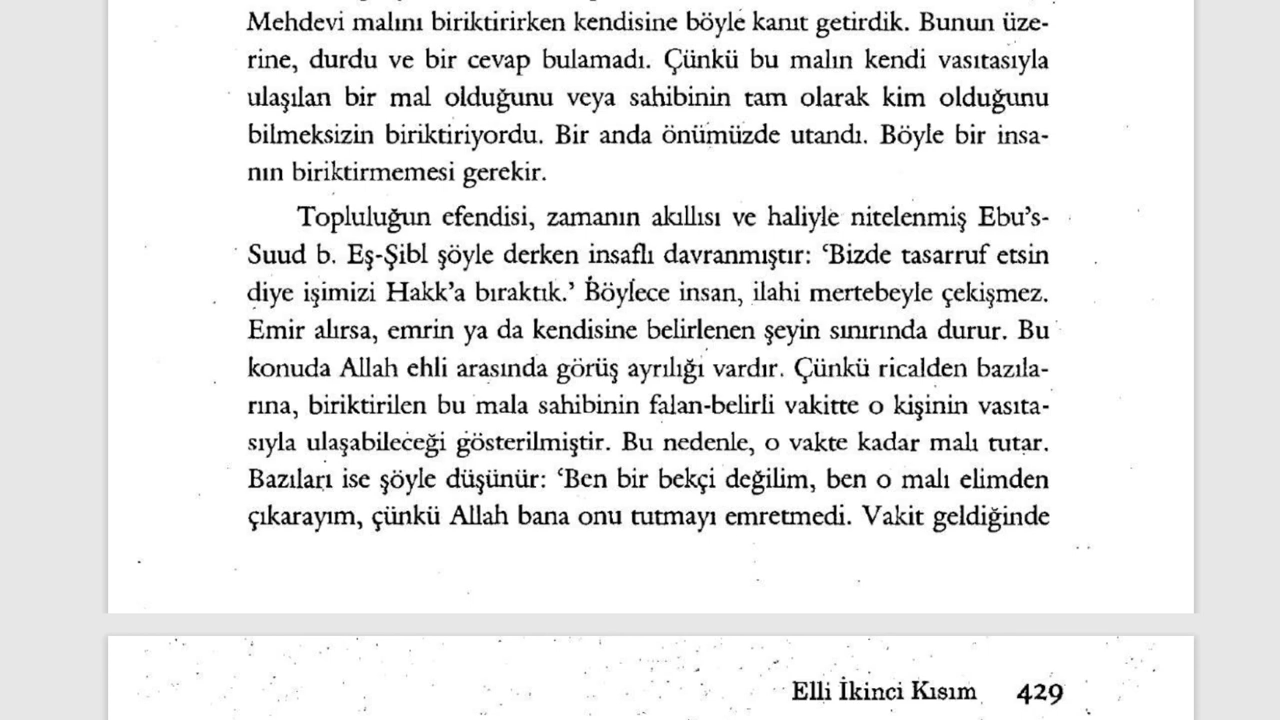 Mehdevi malını biriktirirken kendisine böyle kanıt getirdik. Bunun üze-
rine, durdu ve bir cevap bulamadı. Çünkü bu malın kendi vasıtasıyla
ulaşılan bir mal olduğunu veya sahibinin tam olarak kim olduğunu
bilmeksizin biriktiriyordu. Bir anda önümüzde utandı. Böyle bir insa-
nın biriktirmemesi gerekir.
Topluluğun efendisi, zamanın akıllısı ve haliyle nitelenmiş Ebu's-
Suud b. Eş-Şibl şöyle derken insaflı davranmıştır: 'Bizde tasarruf etsin
diye işimizi Hakk'a bıraktık.' Böylece insan, ilahi mertebeyle çekişmez.
Emir alırsa, emrin ya da kendisine belirlenen şeyin sınırında durur. Bu
konuda Allah ehli arasında görüş ayrılığı vardır. Çünkü ricalden bazıla-
rına, biriktirilen bu mala sahibinin falan-belirli vakitte o kişinin vasıta-
sıyla ulaşabileceği gösterilmiştir. Bu nedenle, o vakte kadar malı tutar.
Bazıları ise şöyle düşünür: 'Ben bir bekçi değilim, ben o malı elimden
çıkarayım, çünkü Allah bana onu tutmayı emretmedi. Vakit geldiğinde
Elli İkinci Kısım 429